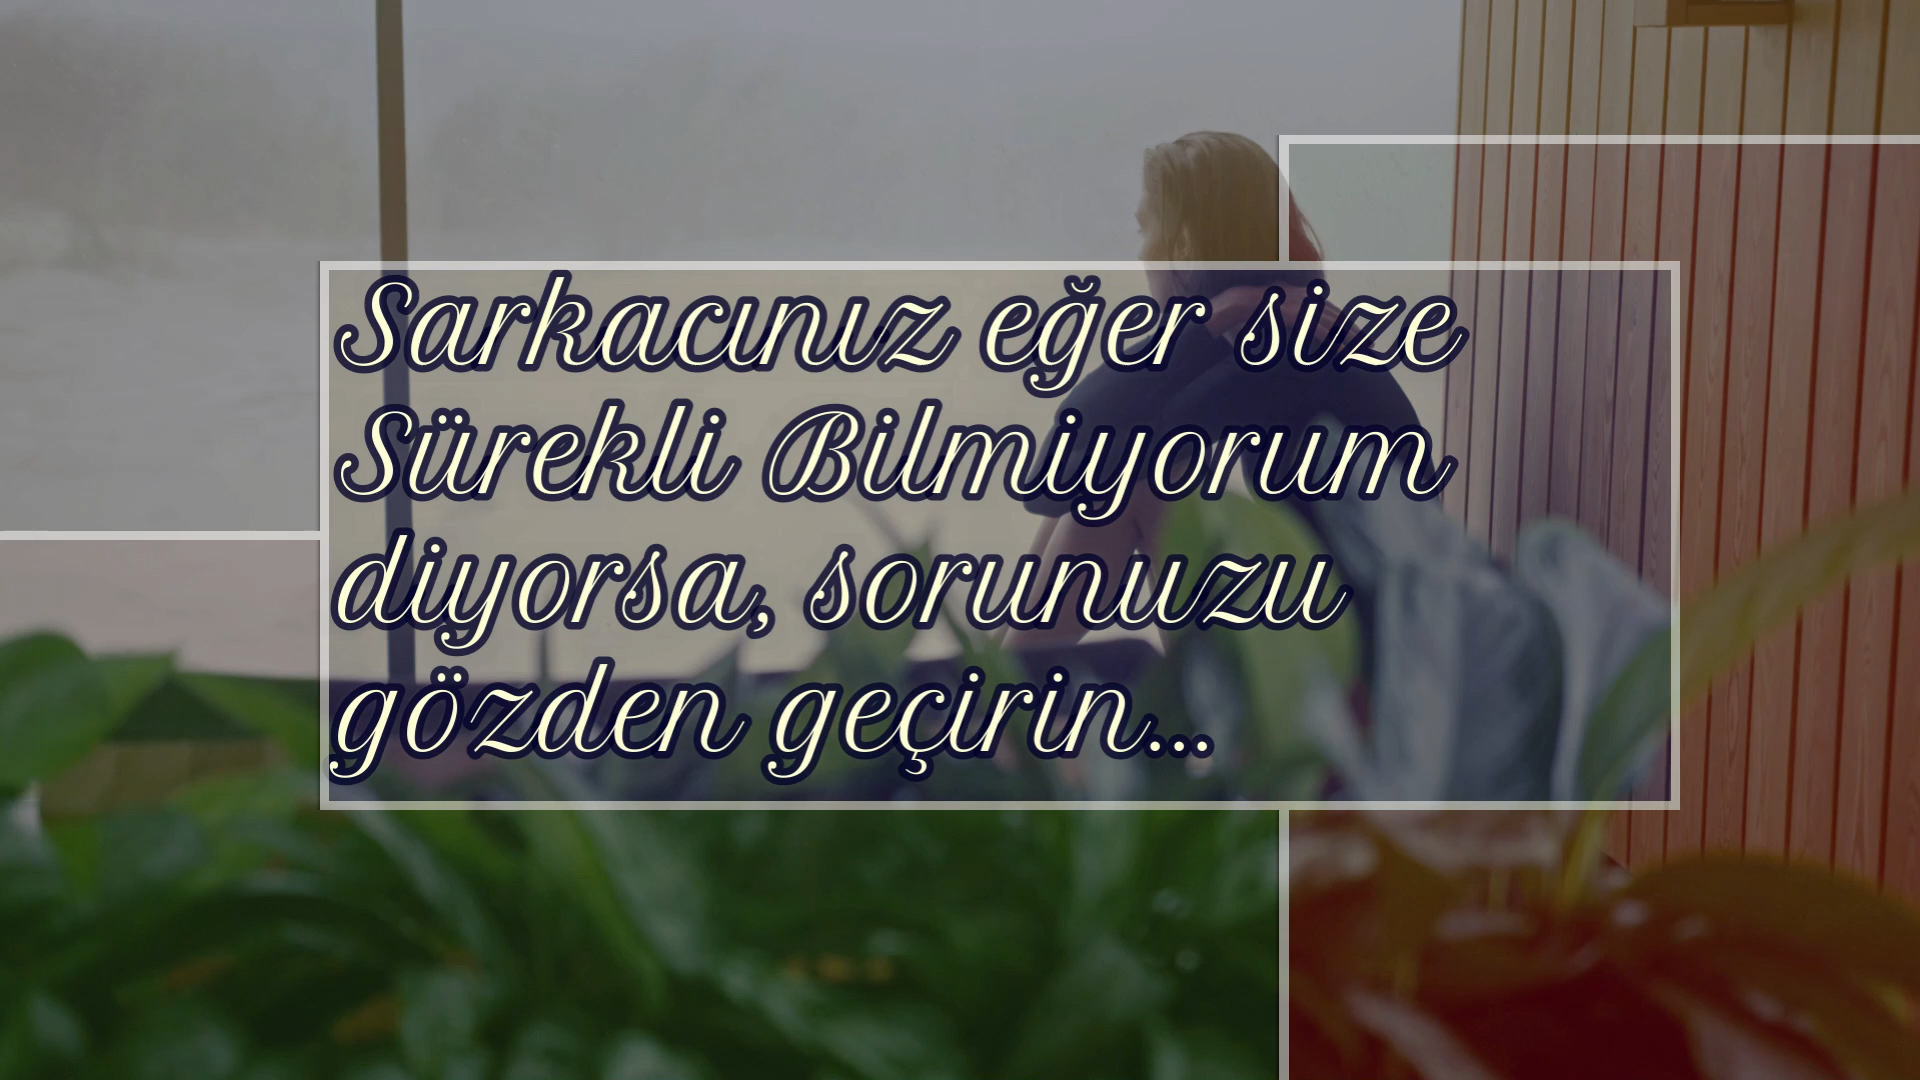 Sarkacınız eğer size
Sürekli Bilmiyorum
diyorsa, sorunuzu
gözden geçirin...